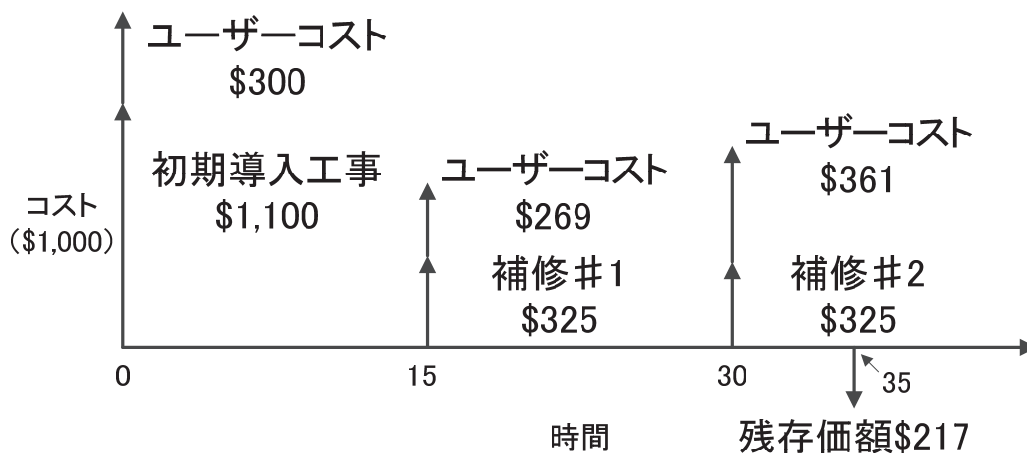 ユーザーコスト
$300
初期導入工事
$1,100
コスト
($1,000)
ユーザーコスト
$269
補修♯1
$325
ユーザーコスト
$361
補修♯2
$325
0
15
30
35
時間
残存価額$217